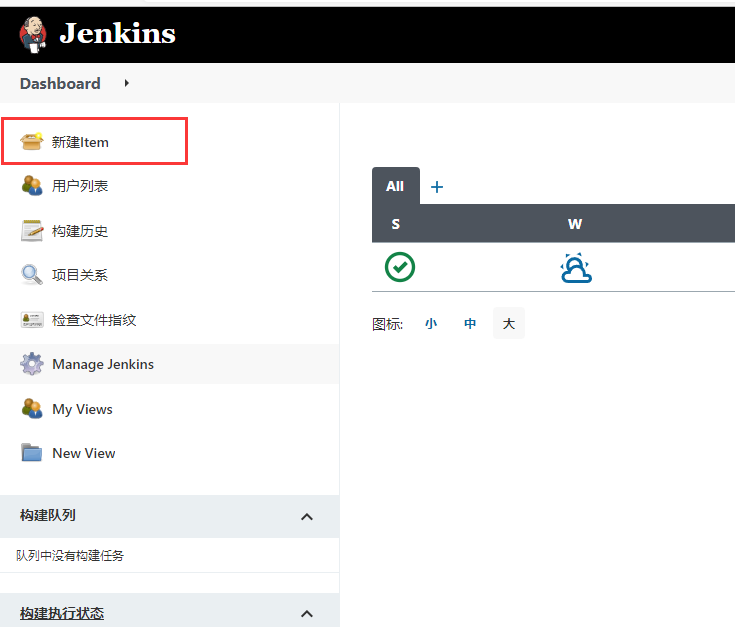 Jenkins
Dashboard
新建Item
用户列表
构建历史
项目关系
检查文件指纹
Manage Jenkins
My Views
New View
构建队列
队列中没有构建任务
构建执行状态
All +
S W
图标: 小 中 大